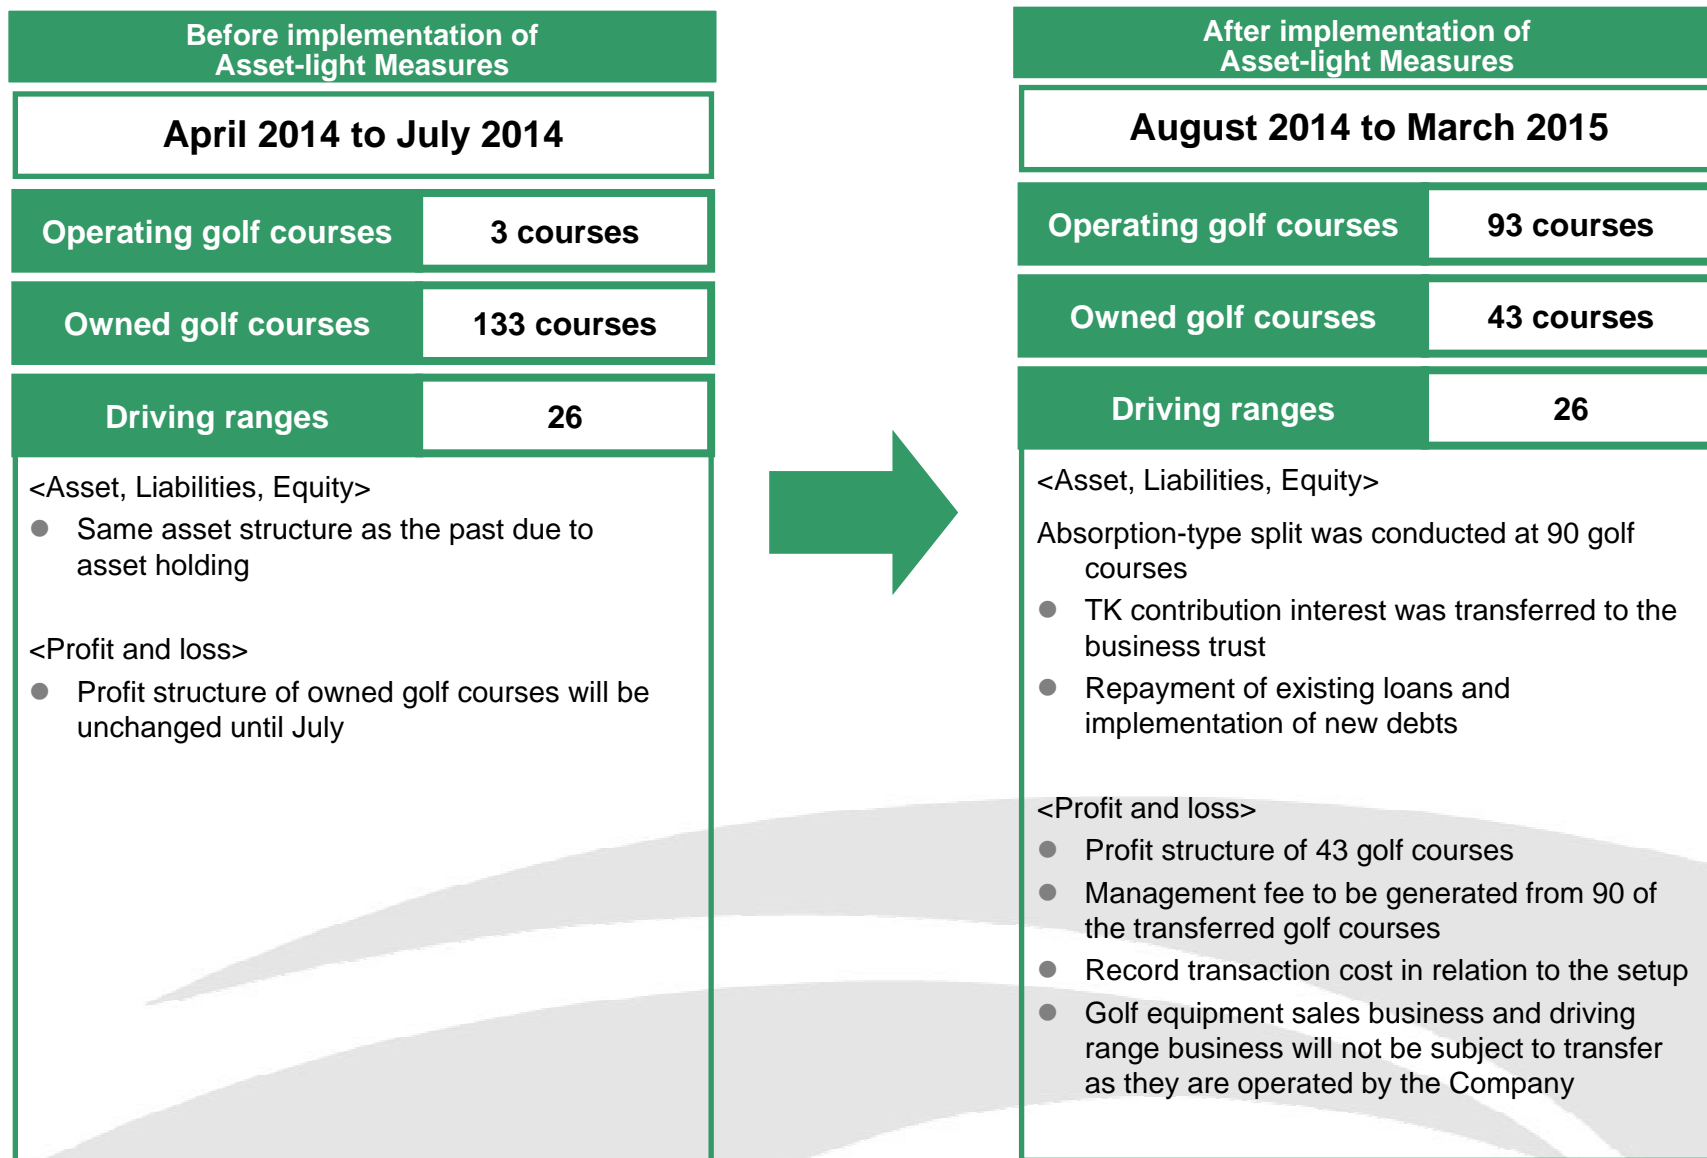 Before implementation of
Asset-light Measures
April 2014 to July 2014
Operating golf courses 3 courses
Owned golf courses 133 courses
Driving ranges 26
<Asset, Liabilities, Equity>
● Same asset structure as the past due to
asset holding
<Profit and loss>
● Profit structure of owned golf courses will be
unchanged until July
After implementation of
Asset-light Measures
August 2014 to March 2015
Operating golf courses 93 courses
Owned golf courses 43 courses
Driving ranges 26
<Asset, Liabilities, Equity>
Absorption-type split was conducted at 90 golf
courses
● TK contribution interest was transferred to the
business trust
● Repayment of existing loans and
implementation of new debts
<Profit and loss>
● Profit structure of 43 golf courses
● Management fee to be generated from 90 of
the transferred golf courses
● Record transaction cost in relation to the setup
● Golf equipment sales business and driving
range business will not be subject to transfer
as they are operated by the Company